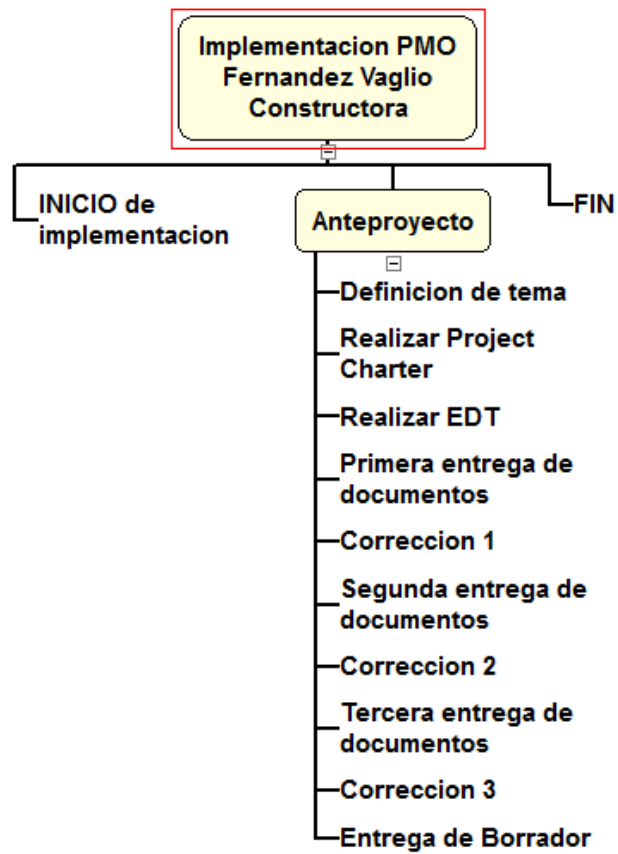 Implementacion PMO
Fernandez Vaglio
Constructora
INICIO de
implementacion
Anteproyecto
FIN
Definicion de tema
Realizar Project
Charter
Realizar EDT
Primera entrega de
documentos
Correccion 1
Segunda entrega de
documentos
Correccion 2
Tercera entrega de
documentos
Correccion 3
Entrega de Borrador